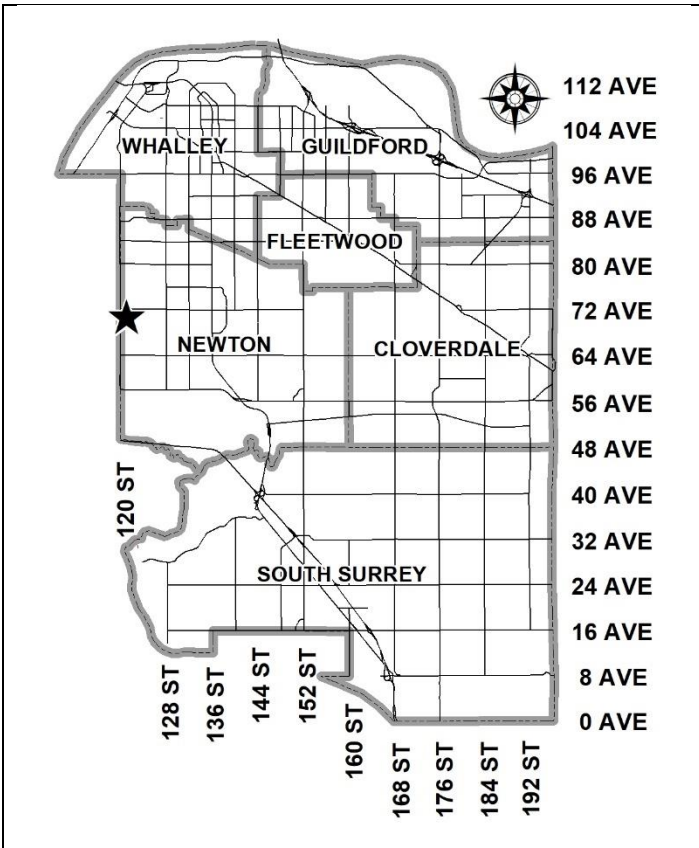 112 AVE
104 AVE
WHALLEY
GUILDFORD
96 AVE
88 AVE
FLEETWOOD
80 AVE
72 AVE
NEWTON
CLOVERDALE
64 AVE
56 AVE
48 AVE
120 ST
40 AVE
32 AVE
SOUTH SURREY
24 AVE
16 AVE
8 AVE
0 AVE
128 ST
136 ST
144 ST
152 ST
160 ST
168 ST
176 ST
184 ST
192 ST